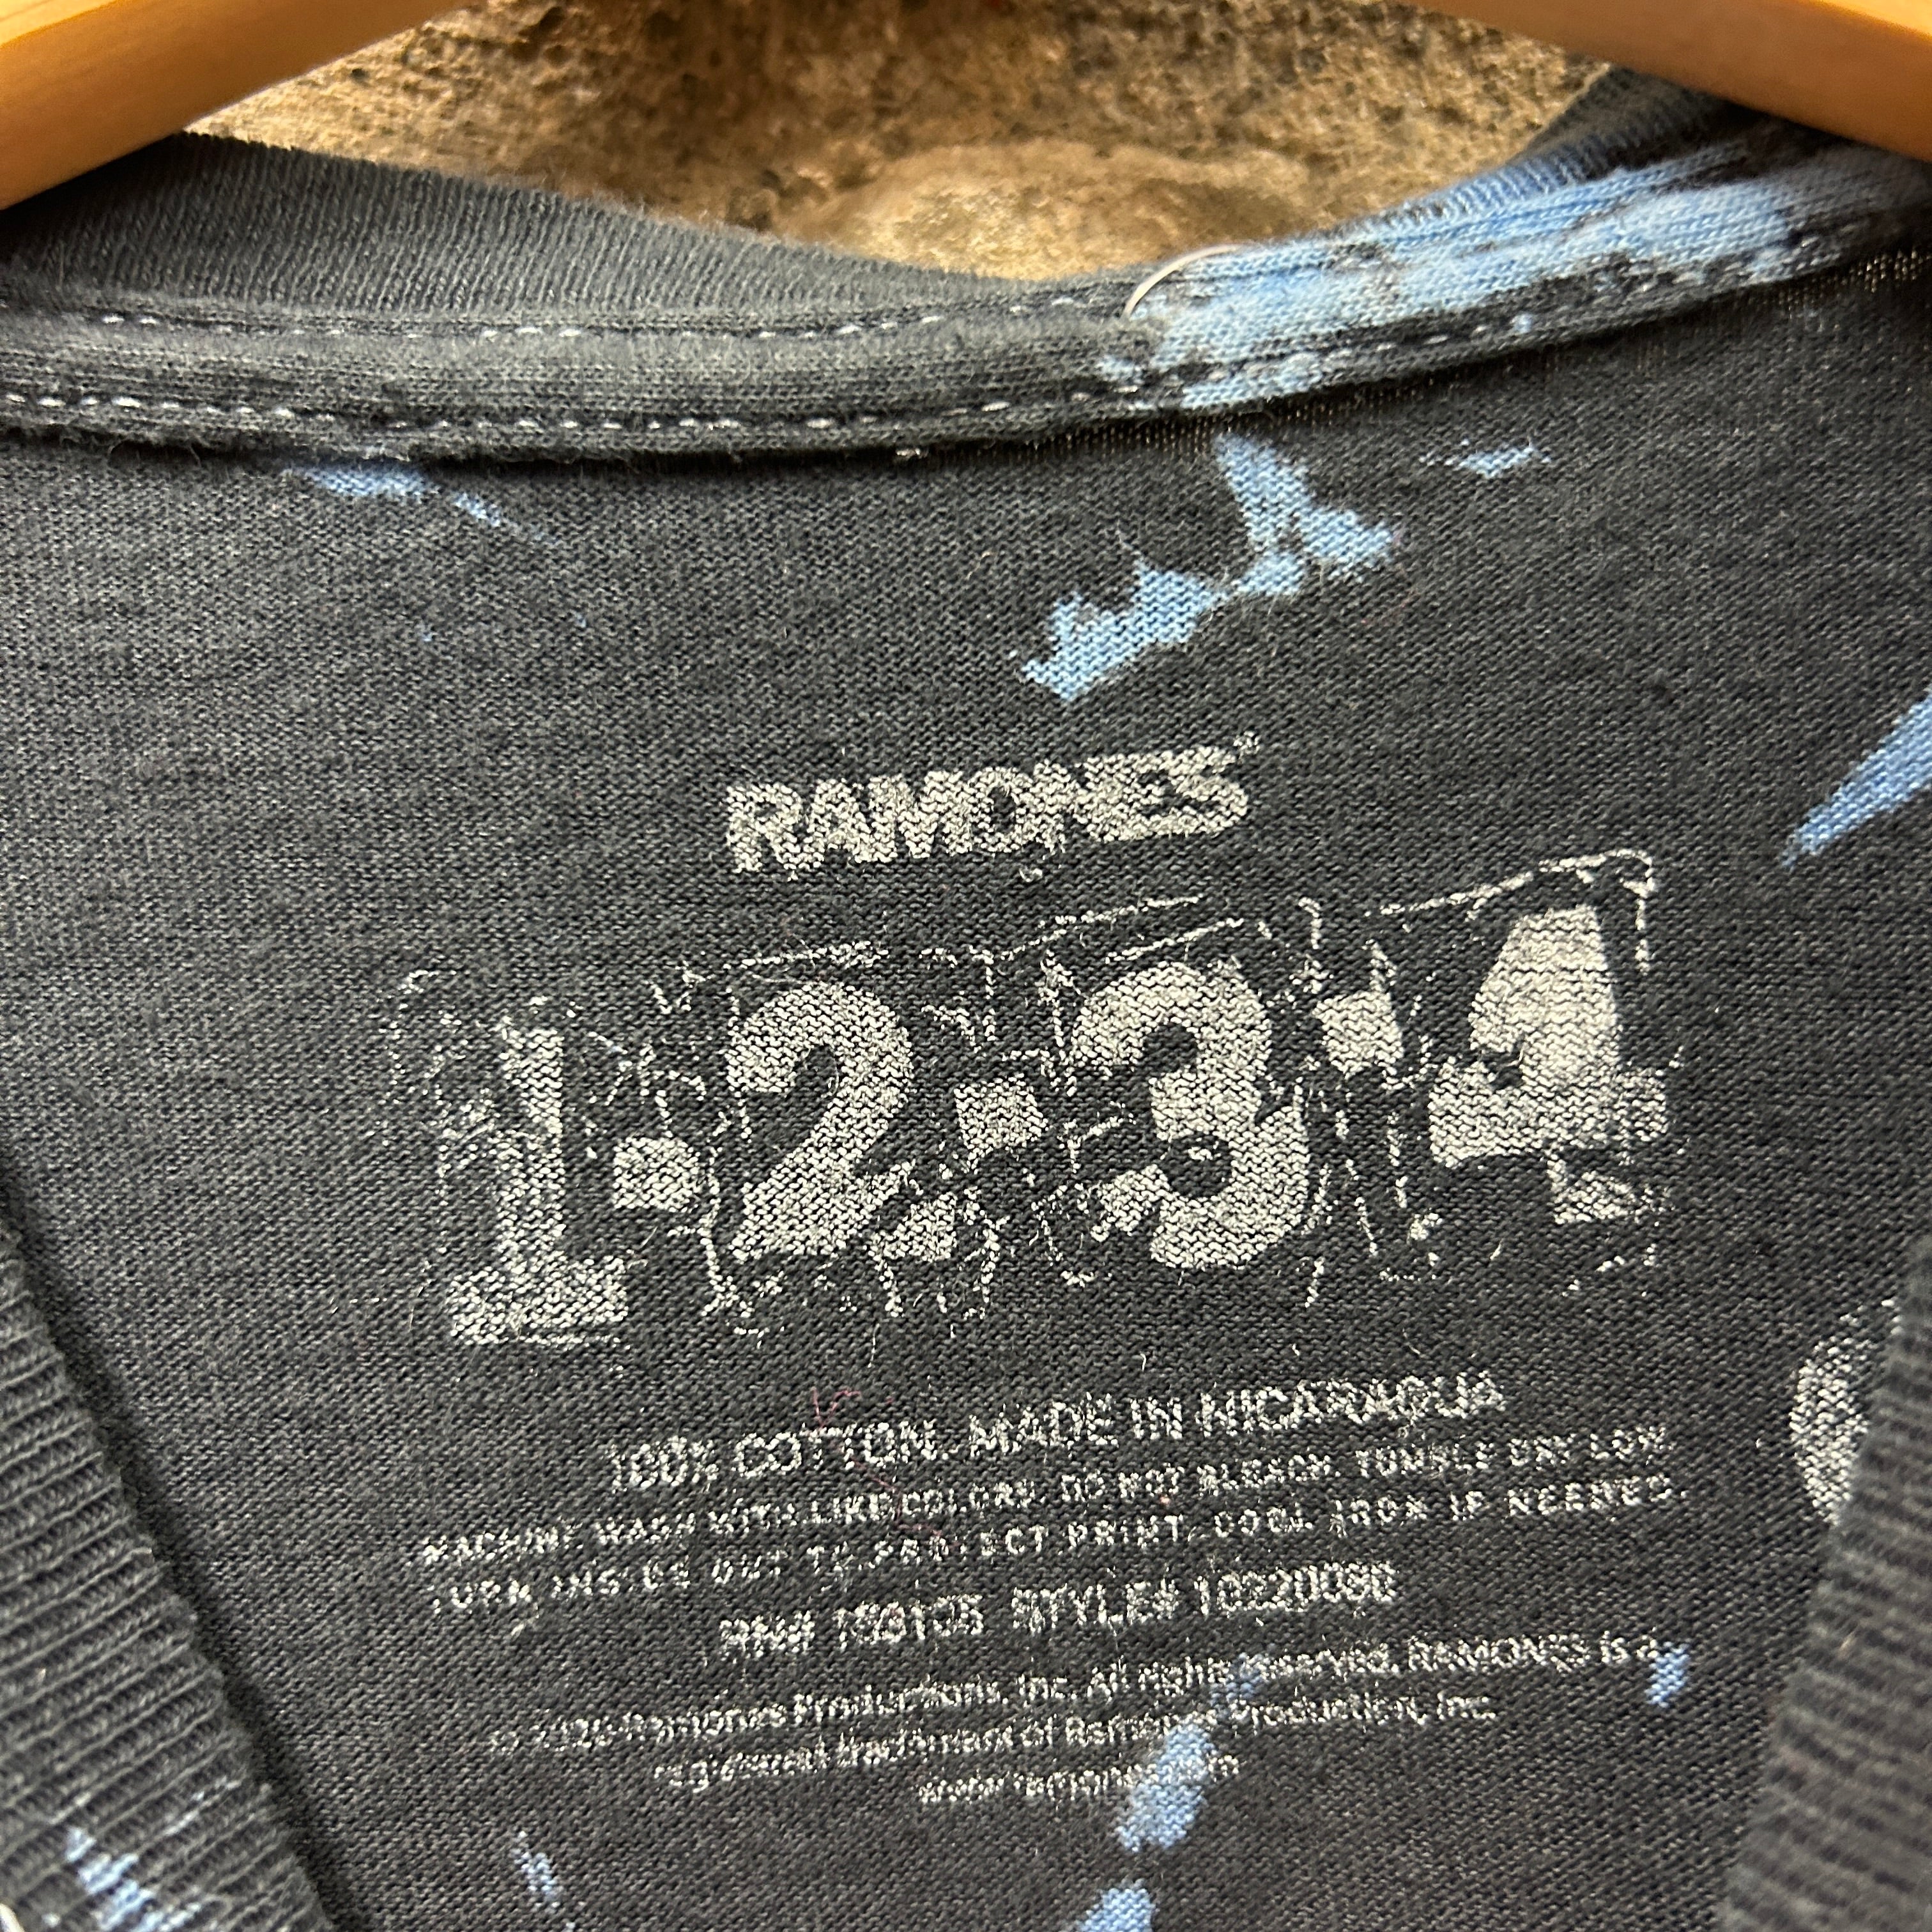 RAMONES
1·2·3·4
100% COTTON. MADE IN NICARAGUA
MACHINE WASH WITH LIKE COLORS. DO NOT BLEACH. TUMBLE DRY LOW.
TURN INSIDE OUT TO PROTECT PRINT. COOL IRON IF NEEDED.
RN# STYLE# 10220090
© Ramones Productions, Inc. All rights reserved. RAMONES is a
registered trademark of Ramones Production, Inc.